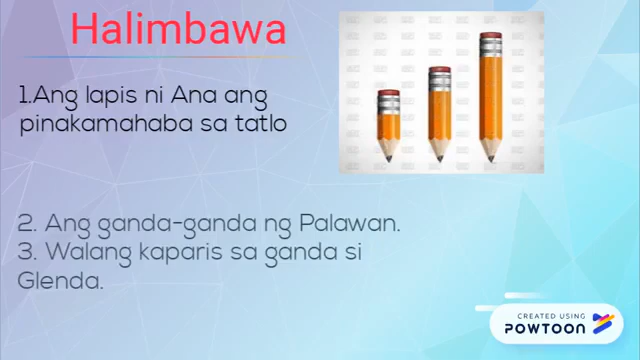 Halimbawa
1.Ang lapis ni Ana ang
pinakamahaba sa tatlo
2. Ang ganda-ganda ng Palawan.
3. Walang kaparis sa ganda si
Glenda.
CREATED USING
POWTOON